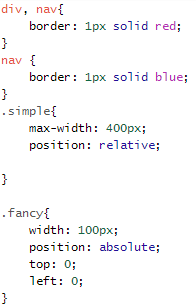 div, nav{
    border: 1px solid red;
}
nav {
    border: 1px solid blue;
}
.simple{
    max-width: 400px;
    position: relative;

}

.fancy{
    width: 100px;
    position: absolute;
    top: 0;
    left: 0;
}